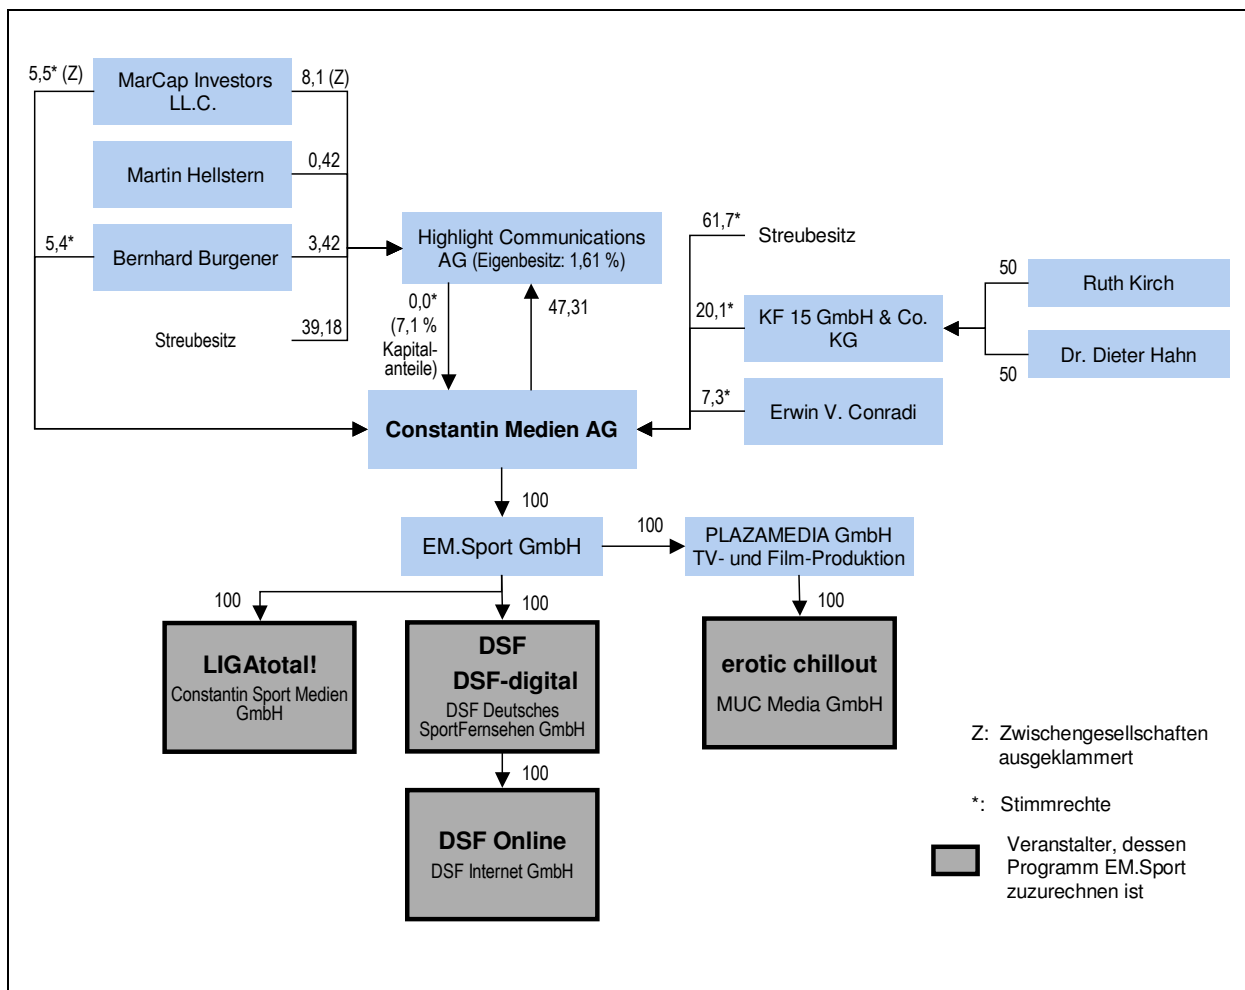 5,5* (Z)
MarCap Investors
LL.C.
8,1 (Z)
Martin Hellstern
0,42
5,4*
Bernhard Burgener
3,42
Streubesitz
39,18
Highlight Communications
AG (Eigenbesitz: 1,61 %)
0,0*
(7,1 %
Kapital-
anteile)
47,31
61,7*
Streubesitz
20,1*
KF 15 GmbH & Co.
KG
50
Ruth Kirch
Dr. Dieter Hahn
50
7,3*
Erwin V. Conradi
Constantin Medien AG
100
EM.Sport GmbH
100
PLAZAMEDIA GmbH
TV- und Film-Produktion
100
100
100
LIGAtotal!
Constantin Sport Medien
GmbH
DSF
DSF-digital
DSF Deutsches
SportFernsehen GmbH
erotic chillout
MUC Media GmbH
100
DSF Online
DSF Internet GmbH
Z: Zwischengesellschaften
ausgeklammert
*: Stimmrechte
Veranstalter, dessen
Programm EM.Sport
zuzurechnen ist